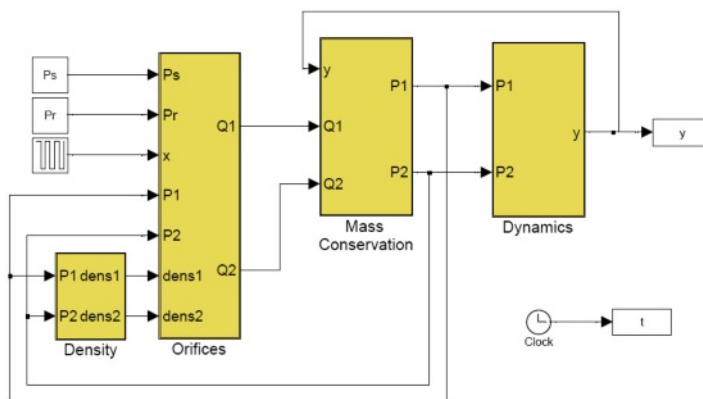 Ps
Pr
Ps
Pr
x
P1
P2
dens1
dens2
Q1
Q2
Orifices
P1 dens1
P2 dens2
Density
y
Q1
Q2
P1
P2
Mass
Conservation
P1
P2
y
Dynamics
y
Clock
t